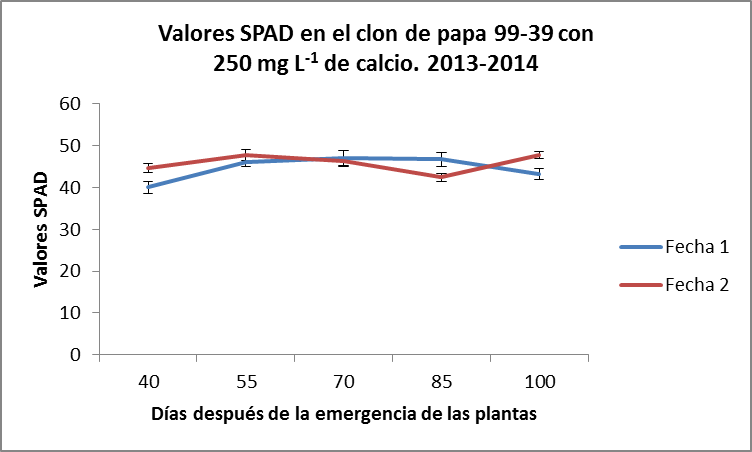 Valores SPAD en el clon de papa 99-39 con
250 mg L-1 de calcio. 2013-2014
60
50
40
30
20
10
0
Valores SPAD
40 55 70 85 100
Días después de la emergencia de las plantas
Fecha 1
Fecha 2